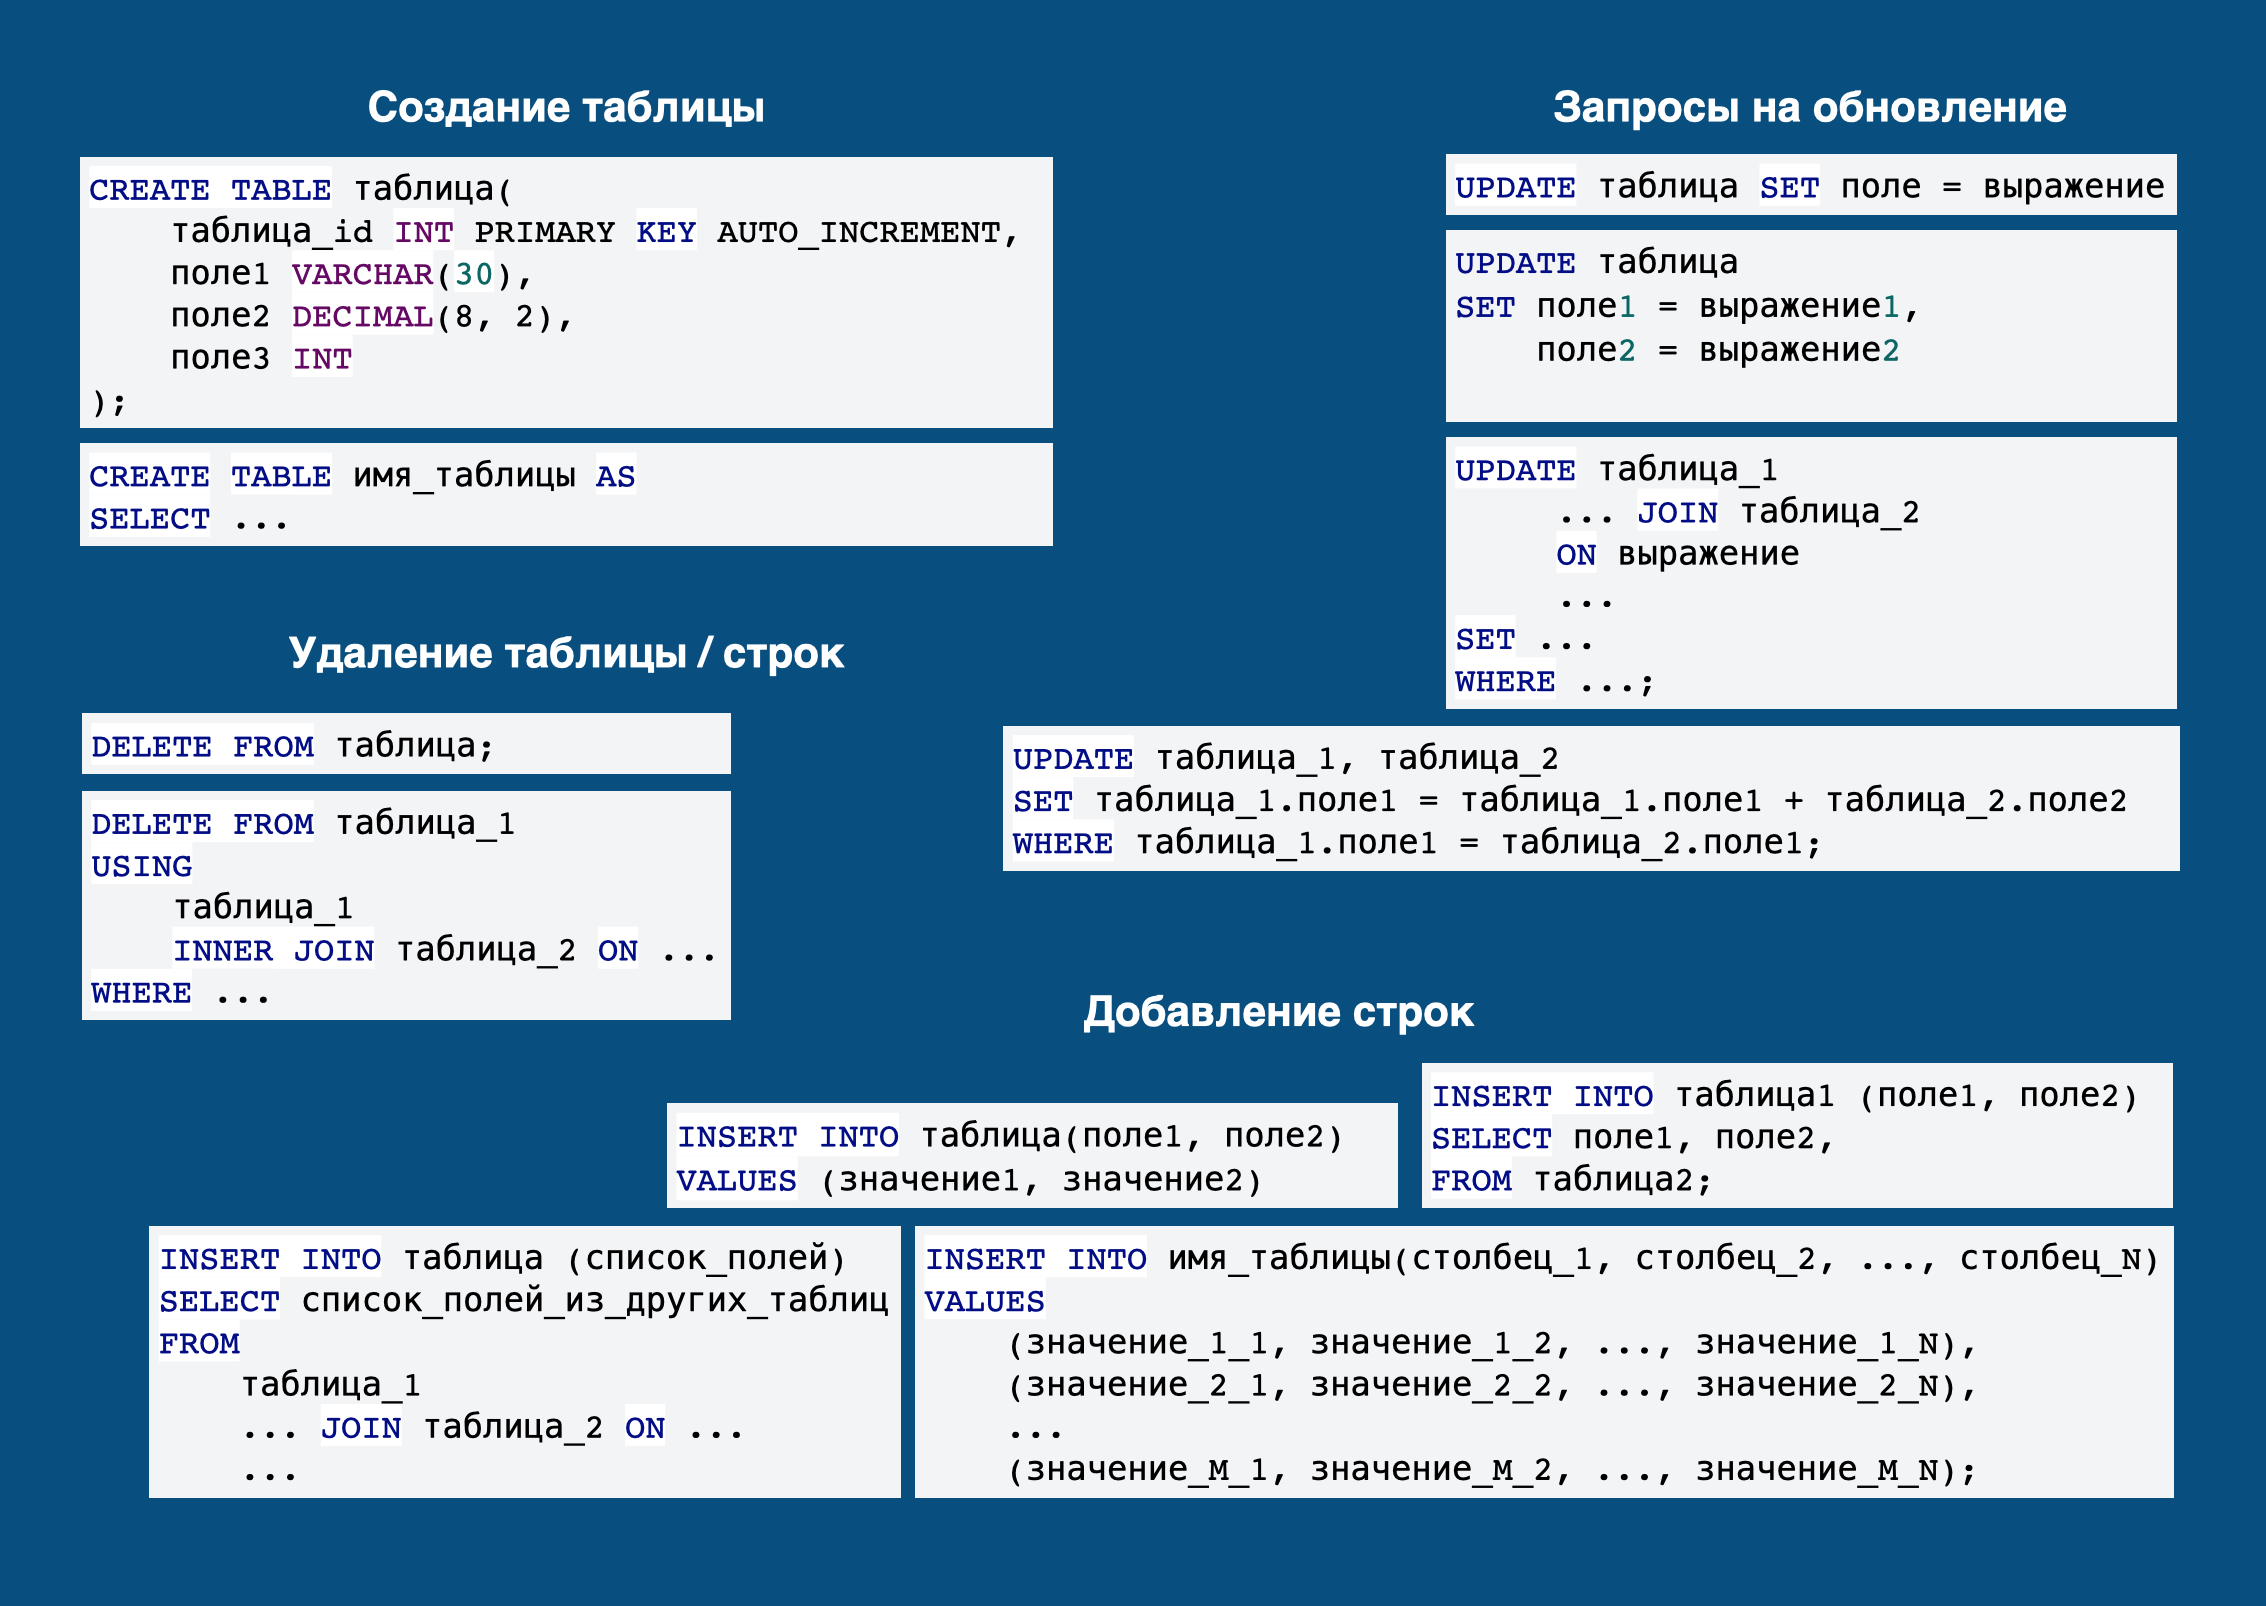 Создание таблицы
CREATE TABLE таблица(
    таблица_id INT PRIMARY KEY AUTO_INCREMENT,
    поле1 VARCHAR(30),
    поле2 DECIMAL(8, 2),
    поле3 INT
);
CREATE TABLE имя_таблицы AS
SELECT ...
Запросы на обновление
UPDATE таблица SET поле = выражение
UPDATE таблица
SET поле1 = выражение1,
    поле2 = выражение2
UPDATE таблица_1
     ... JOIN таблица_2
     ON выражение
     ...
SET ...
WHERE ...;
UPDATE таблица_1, таблица_2
SET таблица_1.поле1 = таблица_1.поле1 + таблица_2.поле2
WHERE таблица_1.поле1 = таблица_2.поле1;
Удаление таблицы / строк
DELETE FROM таблица;
DELETE FROM таблица_1
USING
    таблица_1
    INNER JOIN таблица_2 ON ...
WHERE ...
Добавление строк
INSERT INTO таблица(поле1, поле2)
VALUES (значение1, значение2)
INSERT INTO таблица1 (поле1, поле2)
SELECT поле1, поле2,
FROM таблица2;
INSERT INTO таблица (список_полей)
SELECT список_полей_из_других_таблиц
FROM
    таблица_1
    ... JOIN таблица_2 ON ...
    ...
INSERT INTO имя_таблицы(столбец_1, столбец_2, ..., столбец_N)
VALUES
    (значение_1_1, значение_1_2, ..., значение_1_N),
    (значение_2_1, значение_2_2, ..., значение_2_N),
    ...
    (значение_M_1, значение_M_2, ..., значение_M_N);